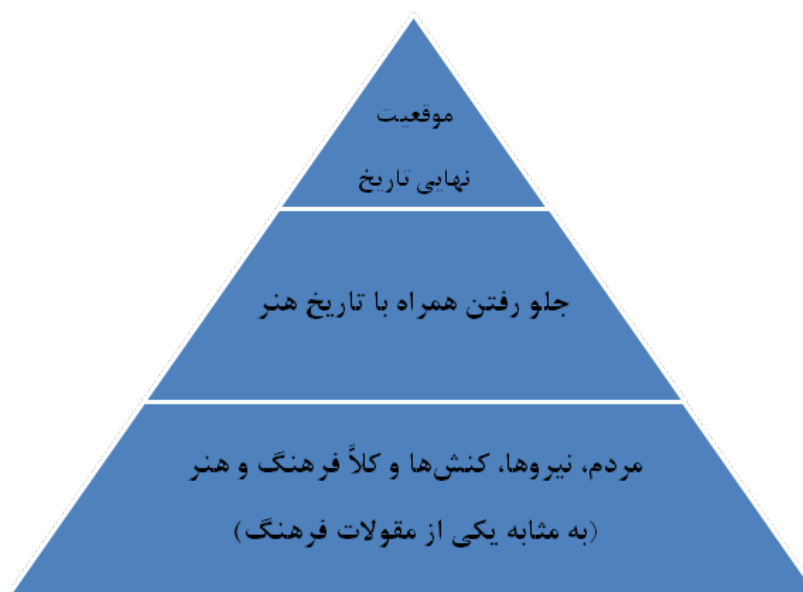 موقعیت
نهایی تاریخ
جلو رفتن همراه با تاریخ هنر
مردم، نیروها، کنش‌ها و کلاً فرهنگ و هنر
(به مثابه یکی از مقولات فرهنگ)